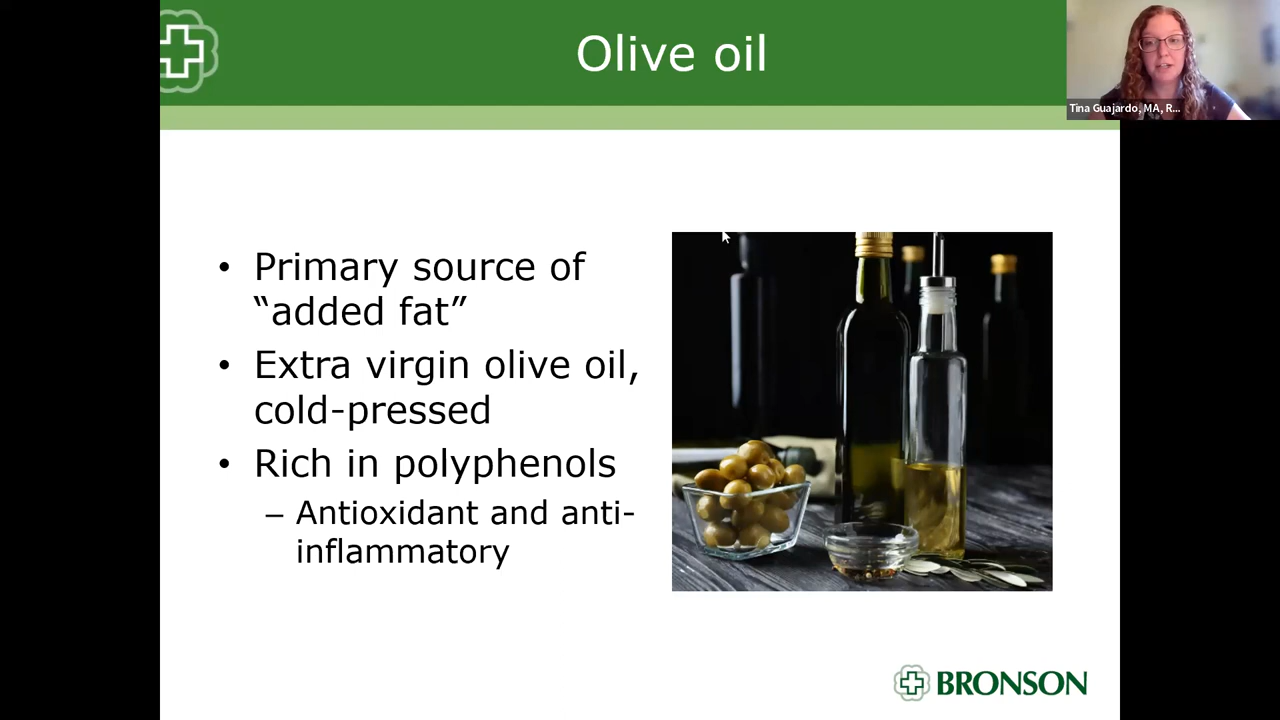 Olive oil
Tina Guajardo, MA, R...
• Primary source of
“added fat”
• Extra virgin olive oil,
cold-pressed
• Rich in polyphenols
– Antioxidant and anti-
inflammatory
BRONSON